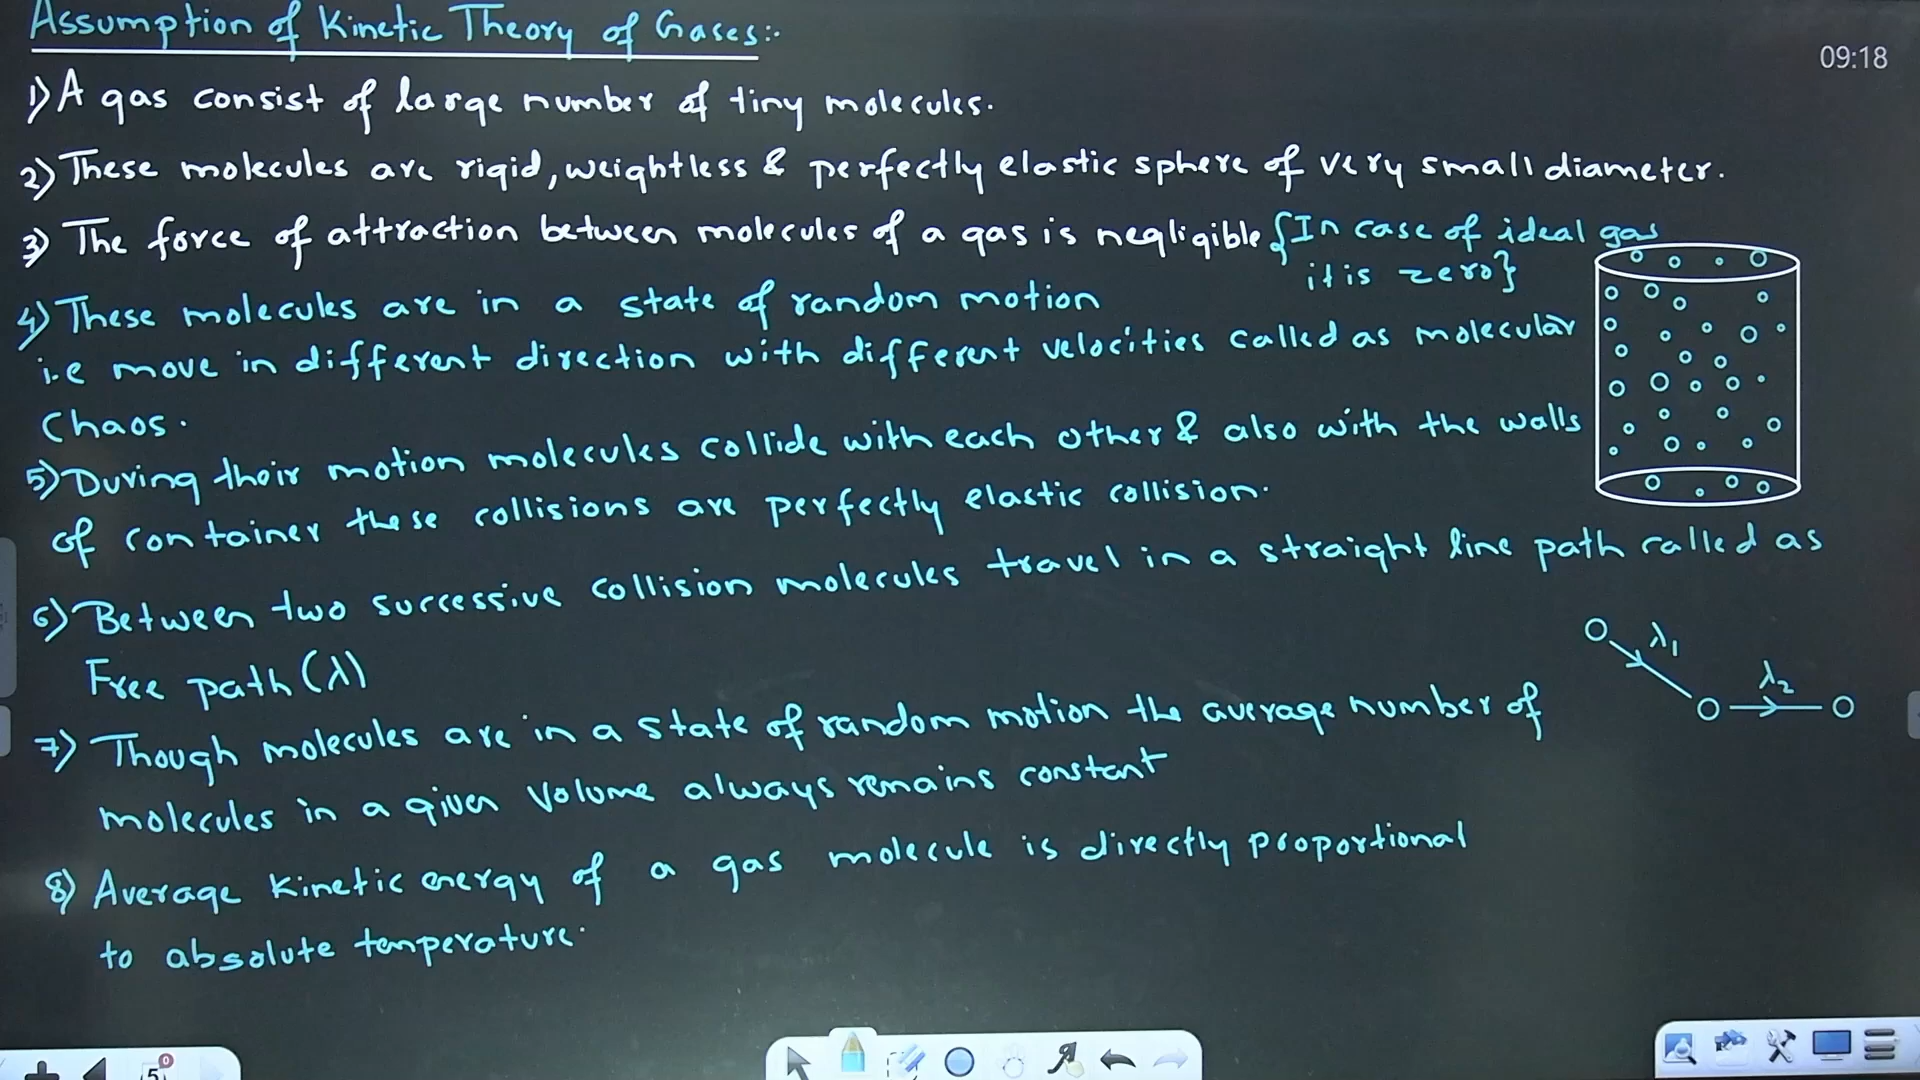 Assumption of Kinetic Theory of Gases:-
09:18
1) A gas consist of large number of tiny molecules.
2) These molecules are rigid, weightless & perfectly elastic sphere of very small diameter.
3) The force of attraction between molecules of a gas is negligible {In case of ideal gas
it is zero}
4) These molecules are in a state of random motion
i.e move in different direction with different velocities called as molecular
Chaos.
5) During their motion molecules collide with each other & also with the walls
of container these collisions are perfectly elastic collision.
6) Between two successive collision molecules travel in a straight line path called as
Free path (λ)
λ1
λ2
7) Though molecules are in a state of random motion the average number of
molecules in a given volume always remains constant
8) Average kinetic energy of a gas molecule is directly proportional
to absolute temperature.
5
0